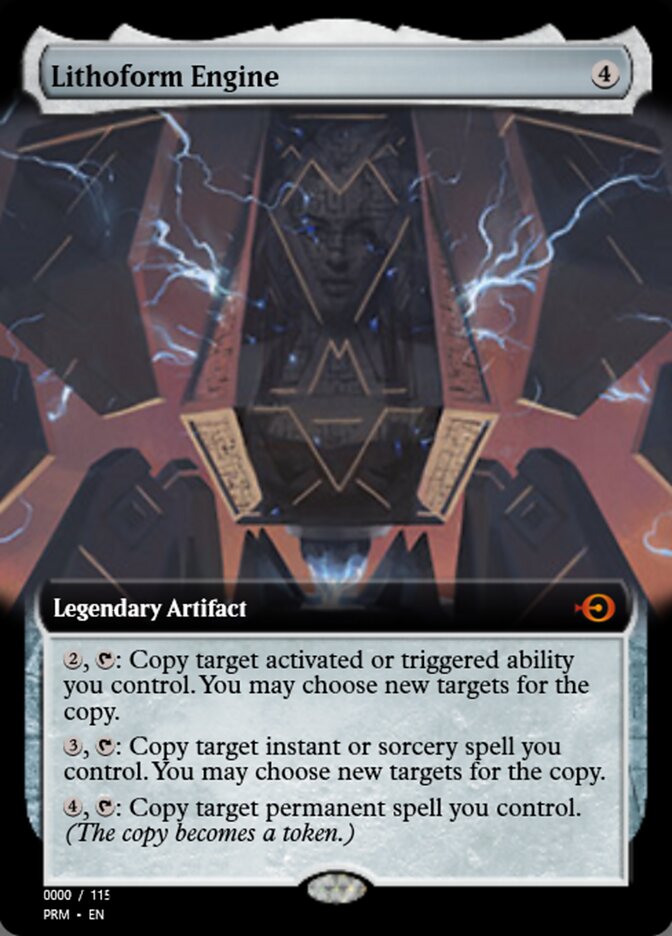 Lithoform Engine
4
Legendary Artifact
2, : Copy target activated or triggered ability
you control. You may choose new targets for the
copy.
3, : Copy target instant or sorcery spell you
control. You may choose new targets for the copy.
4, : Copy target permanent spell you control.
(The copy becomes a token.)
0000 / 115
PRM • EN